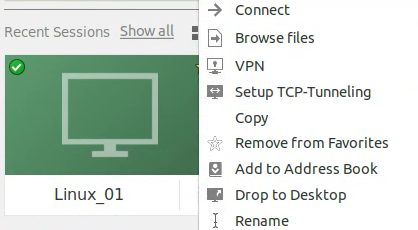 Recent Sessions Show all
Linux_01
Connect
Browse files
VPN
Setup TCP-Tunneling
Copy
Remove from Favorites
Add to Address Book
Drop to Desktop
Rename